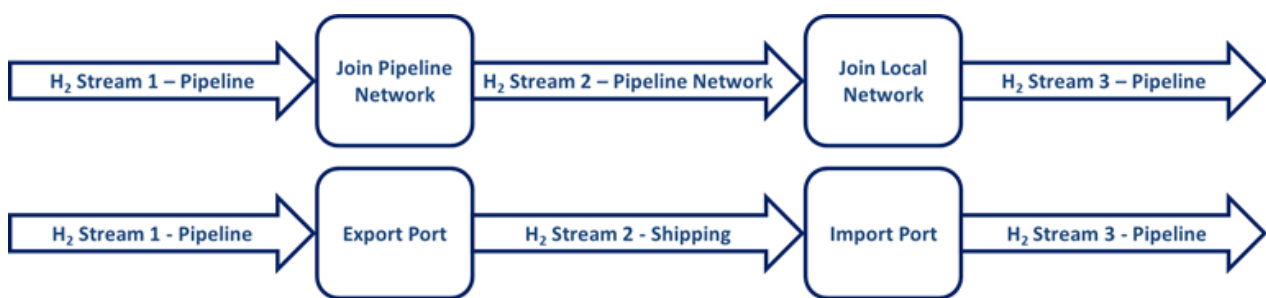 H₂ Stream 1 – Pipeline
Join Pipeline
Network
H₂ Stream 2 – Pipeline Network
Join Local
Network
H₂ Stream 3 – Pipeline
H₂ Stream 1 - Pipeline
Export Port
H₂ Stream 2 - Shipping
Import Port
H₂ Stream 3 - Pipeline